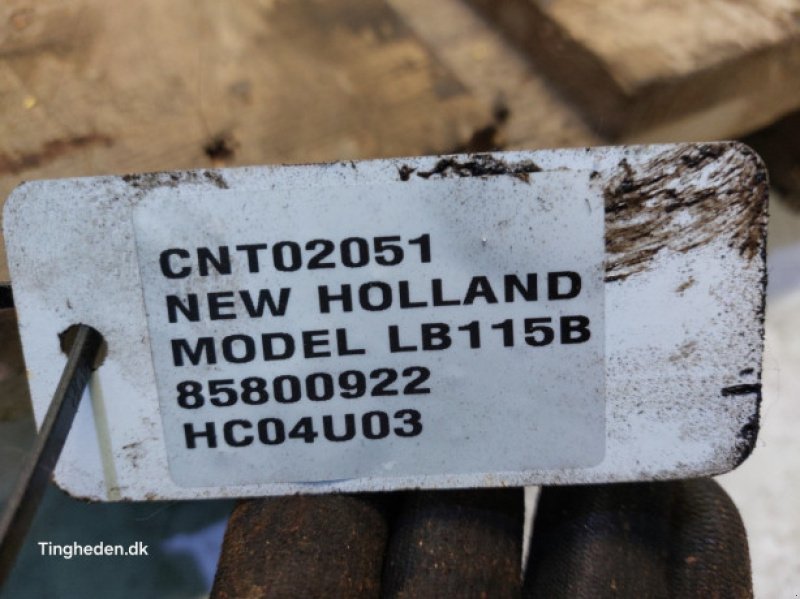 CNT02051
NEW HOLLAND
MODEL LB115B
85800922
HC04U03
Tingheden.dk